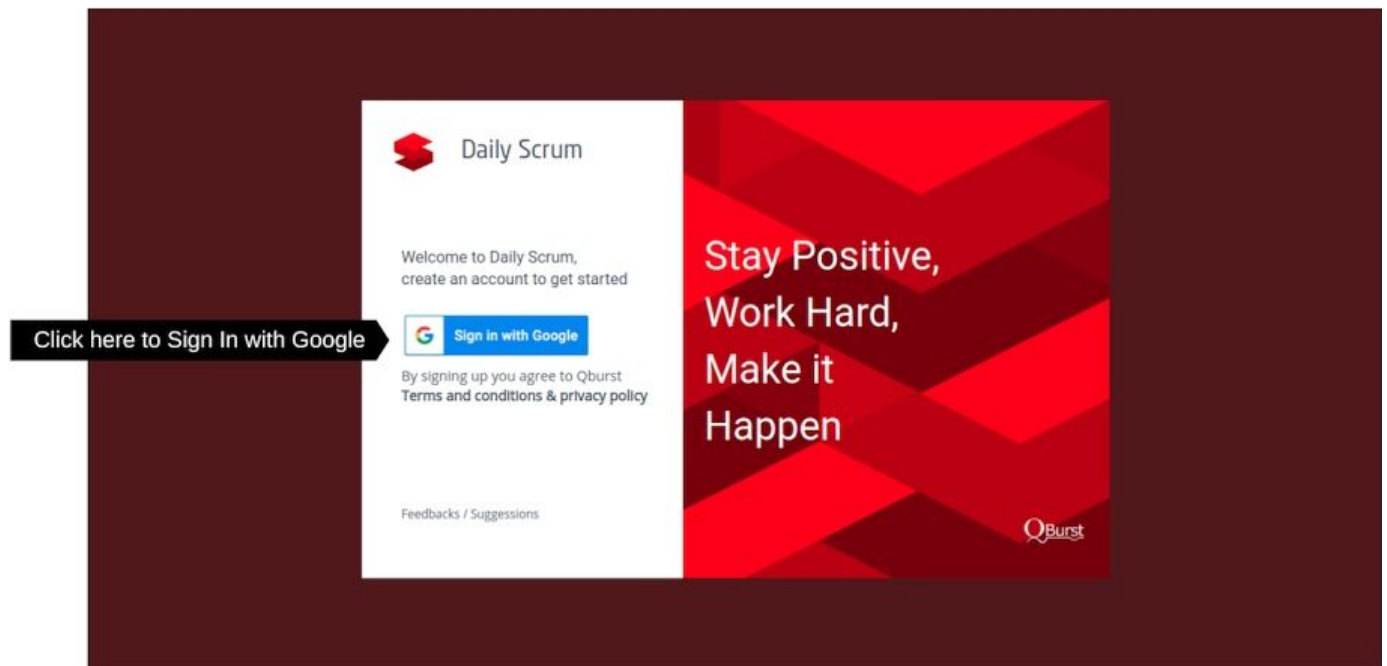 Daily Scrum
Welcome to Daily Scrum,
create an account to get started
Click here to Sign In with Google
Sign in with Google
By signing up you agree to Qburst
Terms and conditions & privacy policy
Feedbacks / Suggestions
Stay Positive,
Work Hard,
Make it
Happen
QBurst